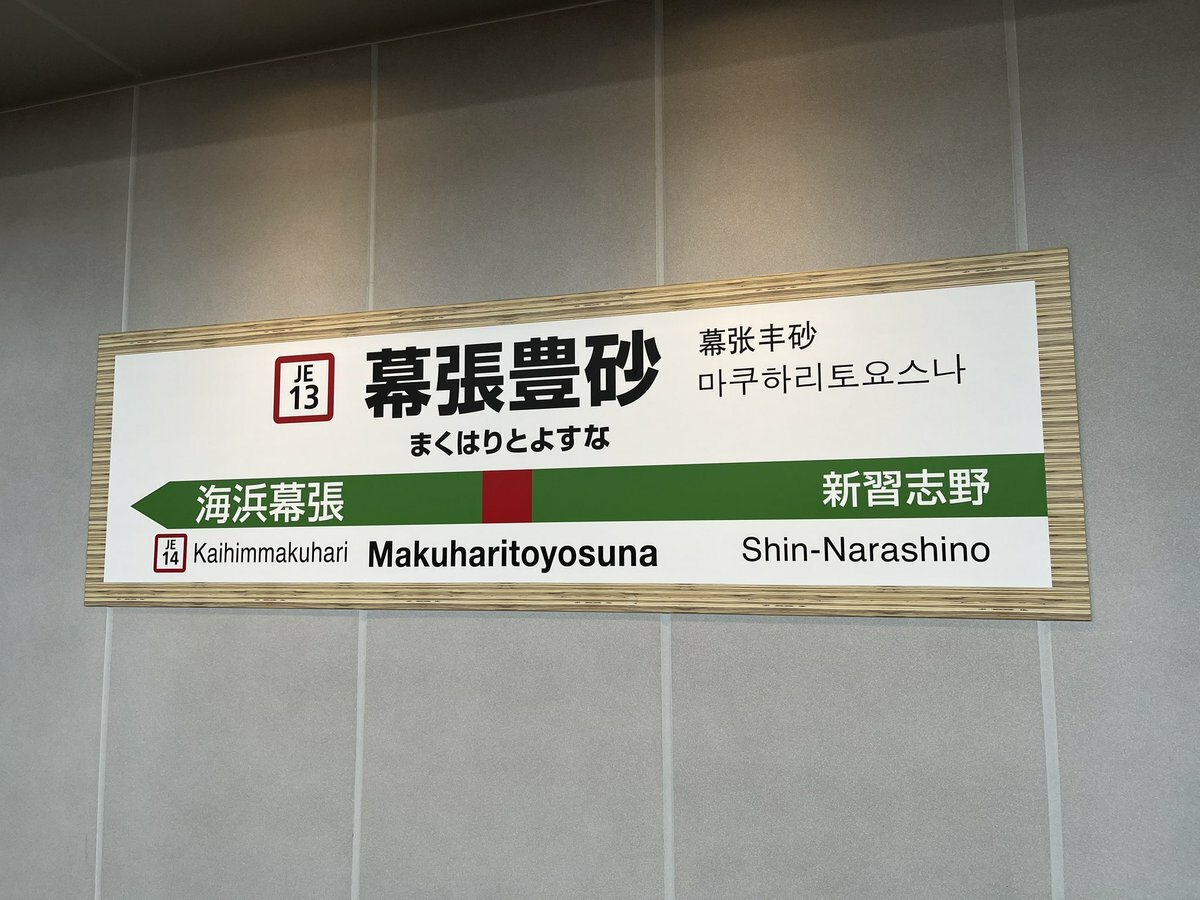 JE
13
幕張豊砂
まくはりとよすな
幕张丰砂
마쿠하리토요스나
海浜幕張
新習志野
JE
14
Kaihimmakuhari
Makuharitoyosuna
Shin-Narashino